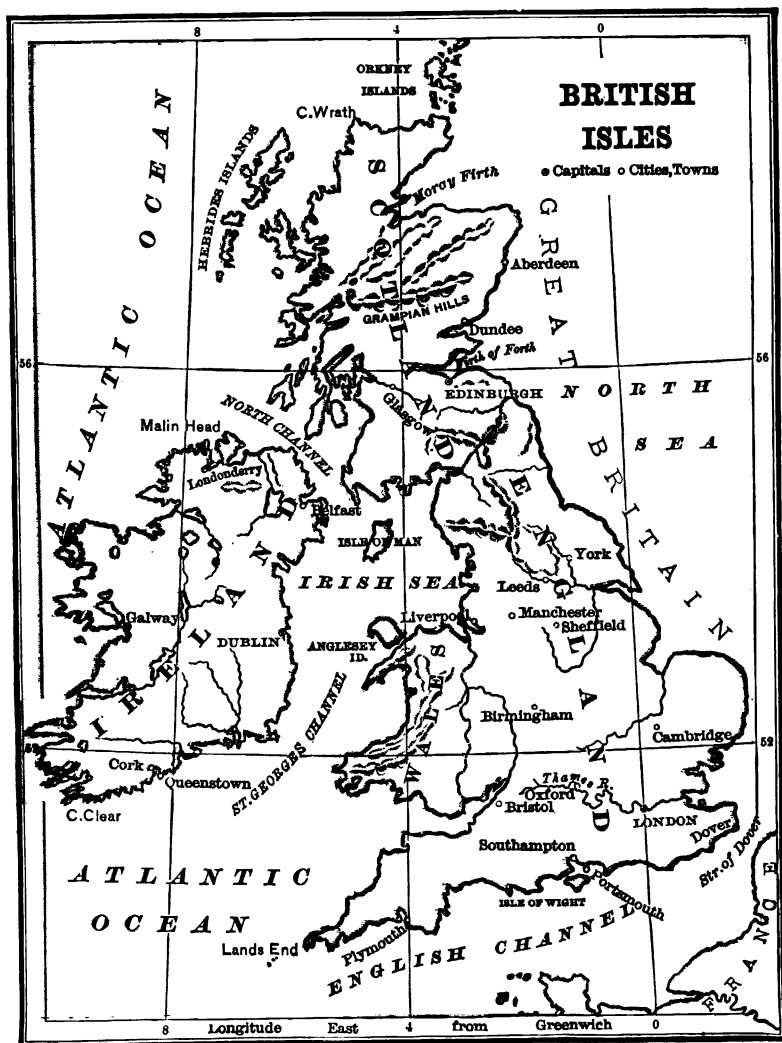 8 4 0
ORKNEY
ISLANDS
BRITISH
ISLES
Capitals Cities, Towns
C. Wrath
ATLANTIC OCEAN
HEBRIDES ISLANDS
SCOTLAND
Moray Firth
GREAT BRITAIN
Aberdeen
GRAMPIAN HILLS
Dundee
Firth of Forth
56 56
EDINBURGH
NORTH
SEA
Glasgow
NORTH CHANNEL
Malin Head
Londonderry
Belfast
ISLE OF MAN
IRELAND
ENGLAND
York
IRISH SEA
Leeds
Galway
Liverpool
Manchester
Sheffield
DUBLIN
ANGLESEY
ID.
WALES
Birmingham
Cambridge
52 52
ST. GEORGES CHANNEL
Cork
Queenstown
C. Clear
Thames R.
Oxford
Bristol
LONDON
Dover
Str. of Dover
Southampton
Portsmouth
ATLANTIC
OCEAN
ISLE OF WIGHT
Lands End
Plymouth
ENGLISH CHANNEL
FRANCE
8 Longitude East 4 from Greenwich 0